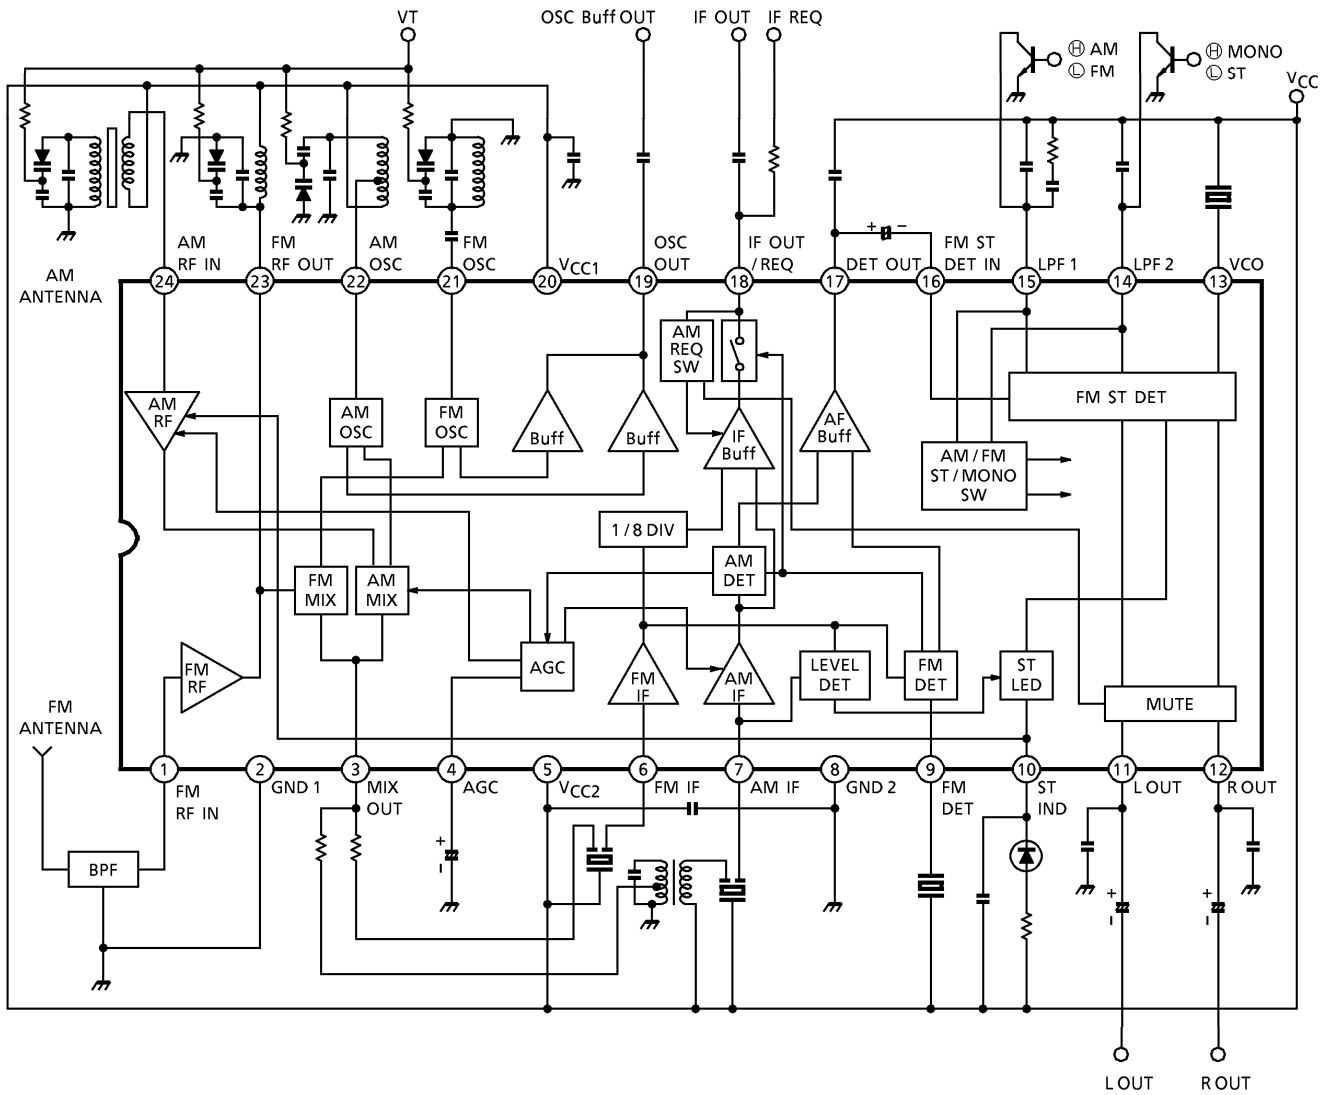 VT
OSC Buff OUT
IF OUT
IF REQ
Ⓗ AM
Ⓛ FM
Ⓗ MONO
Ⓛ ST
VCC
AM
ANTENNA
AM
RF IN
FM
RF OUT
AM
OSC
FM
OSC
VCC1
OSC
OUT
IF OUT
/REQ
DET OUT
FM ST
DET IN
LPF 1
LPF 2
VCO
+
−
24
23
22
21
20
19
18
17
16
15
14
13
AM
RF
AM
OSC
FM
OSC
Buff
Buff
AM
REQ
SW
IF
Buff
AF
Buff
FM ST DET
AM / FM
ST / MONO
SW
1 / 8 DIV
AM
DET
FM
MIX
AM
MIX
AGC
FM
RF
FM
IF
AM
IF
LEVEL
DET
FM
DET
ST
LED
MUTE
FM
ANTENNA
1
2
3
4
5
6
7
8
9
10
11
12
FM
RF IN
GND 1
MIX
OUT
AGC
VCC2
FM IF
AM IF
GND 2
FM
DET
ST
IND
L OUT
R OUT
BPF
+
−
+
−
+
−
L OUT
R OUT